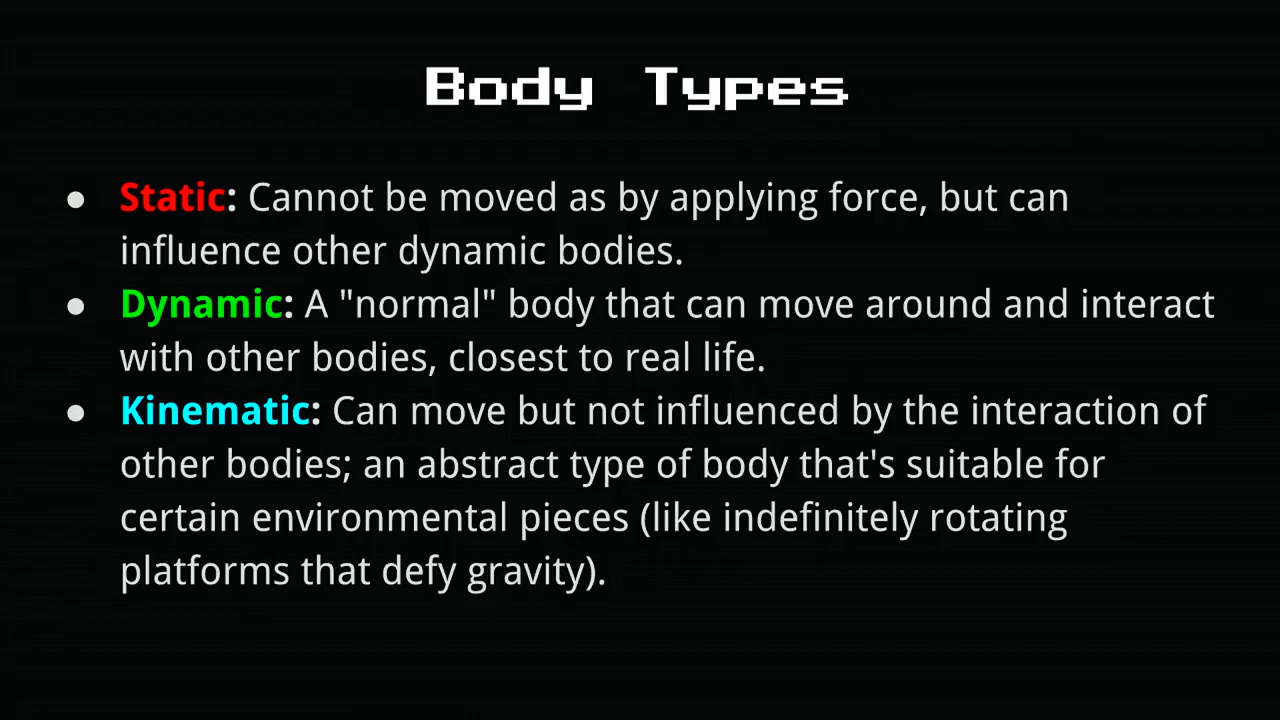 Body Types
● Static: Cannot be moved as by applying force, but can
influence other dynamic bodies.
● Dynamic: A "normal" body that can move around and interact
with other bodies, closest to real life.
● Kinematic: Can move but not influenced by the interaction of
other bodies; an abstract type of body that's suitable for
certain environmental pieces (like indefinitely rotating
platforms that defy gravity).